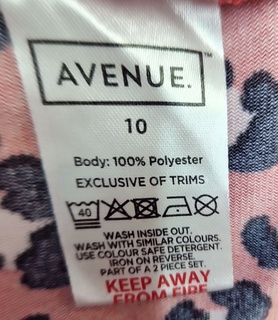 AVENUE.™
10
Body: 100% Polyester
EXCLUSIVE OF TRIMS
40
WASH INSIDE OUT.
WASH WITH SIMILAR COLOURS.
USE COLOUR SAFE DETERGENT.
IRON ON REVERSE.
PART OF A 2 PIECE SET.
KEEP AWAY
FROM FIRE